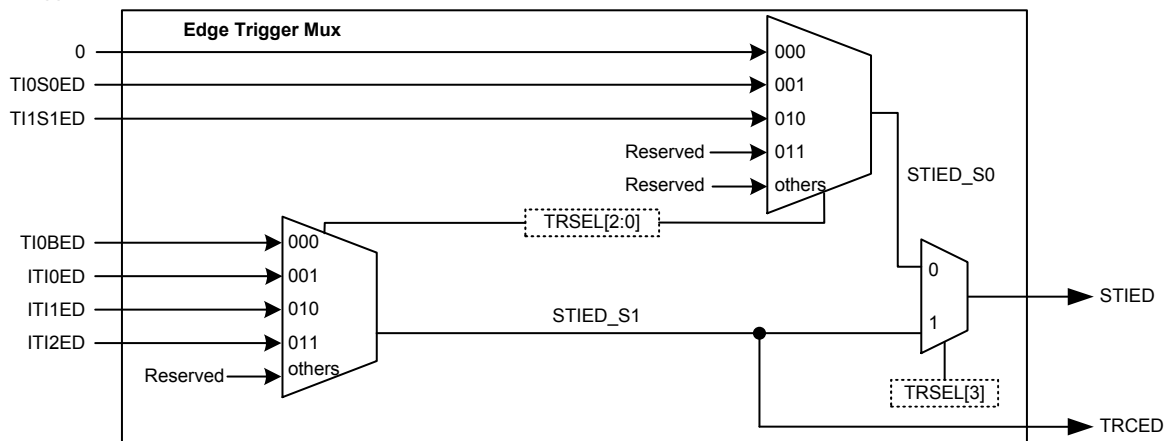 Edge Trigger Mux
0
000
TI0S0ED
001
TI1S1ED
010
Reserved
011
Reserved
others
STIED_S0
TRSEL[2:0]
TI0BED
000
ITI0ED
001
ITI1ED
010
ITI2ED
011
Reserved
others
STIED_S1
0
1
STIED
TRSEL[3]
TRCED